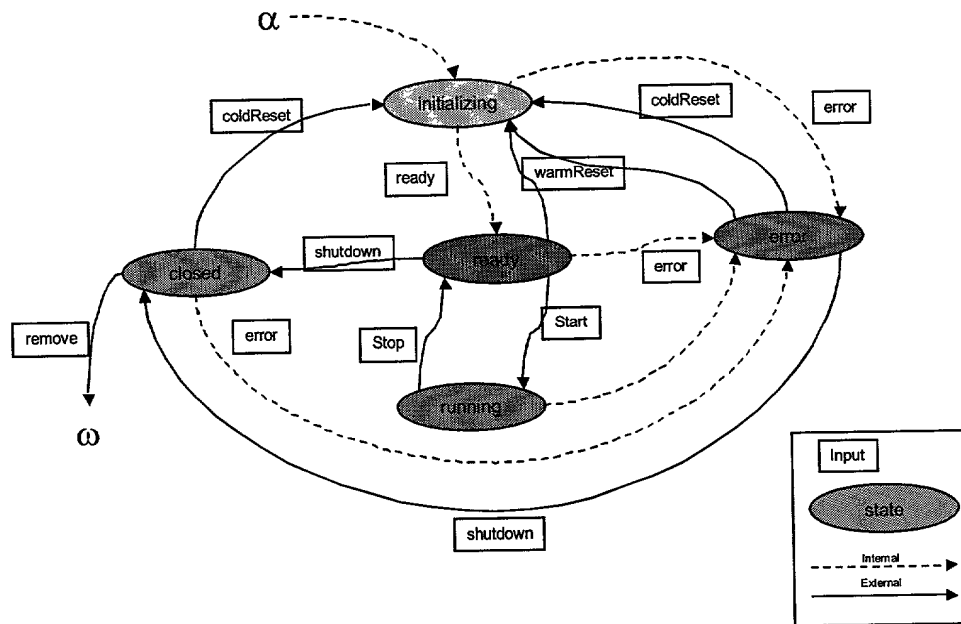 α
initializing
coldReset
coldReset
error
ready
warmReset
shutdown
closed
ready
error
error
remove
error
Stop
Start
running
ω
shutdown
Input
state
Internal
External